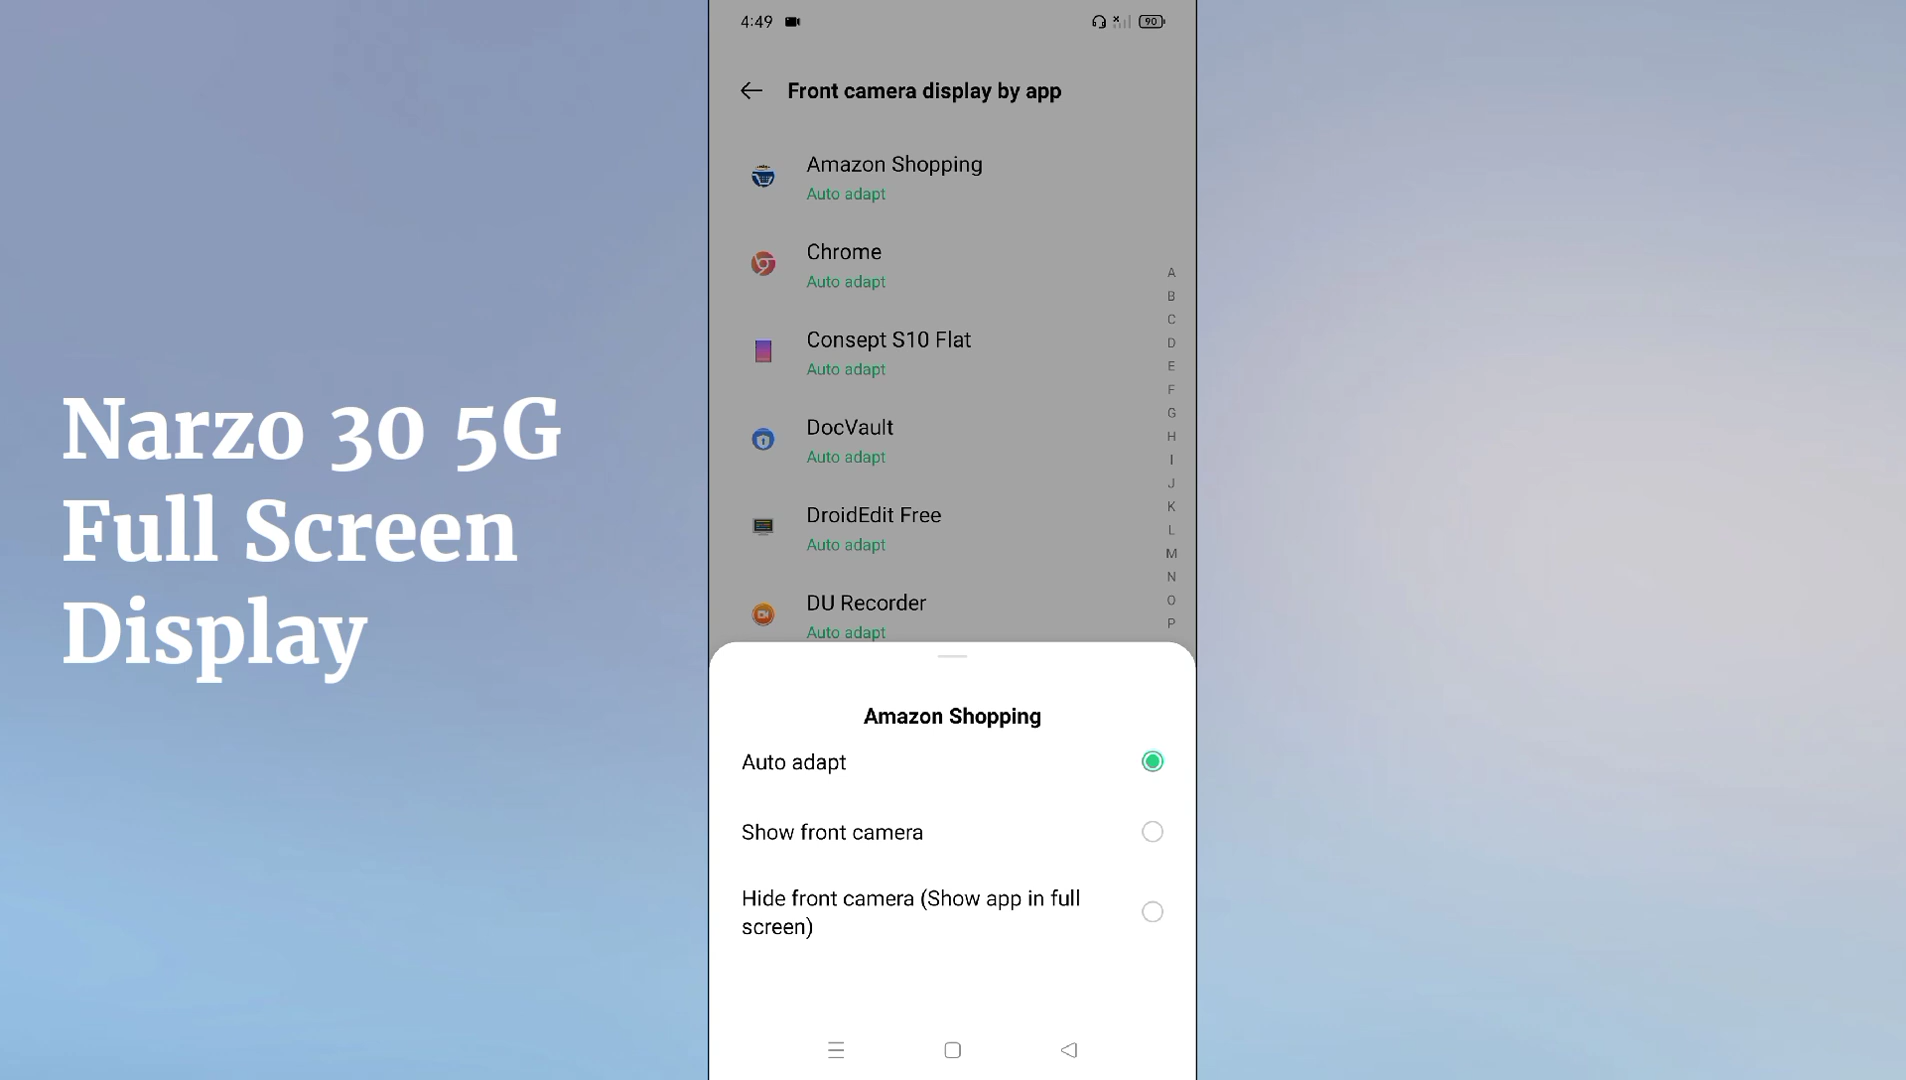 4:49
90
Front camera display by app
Amazon Shopping
Auto adapt
Chrome
Auto adapt
Consept S10 Flat
Auto adapt
DocVault
Auto adapt
DroidEdit Free
Auto adapt
DU Recorder
Auto adapt
A
B
C
D
E
F
G
H
I
J
K
L
M
N
O
P
Narzo 30 5G
Full Screen
Display
Amazon Shopping
Auto adapt
Show front camera
Hide front camera (Show app in full
screen)